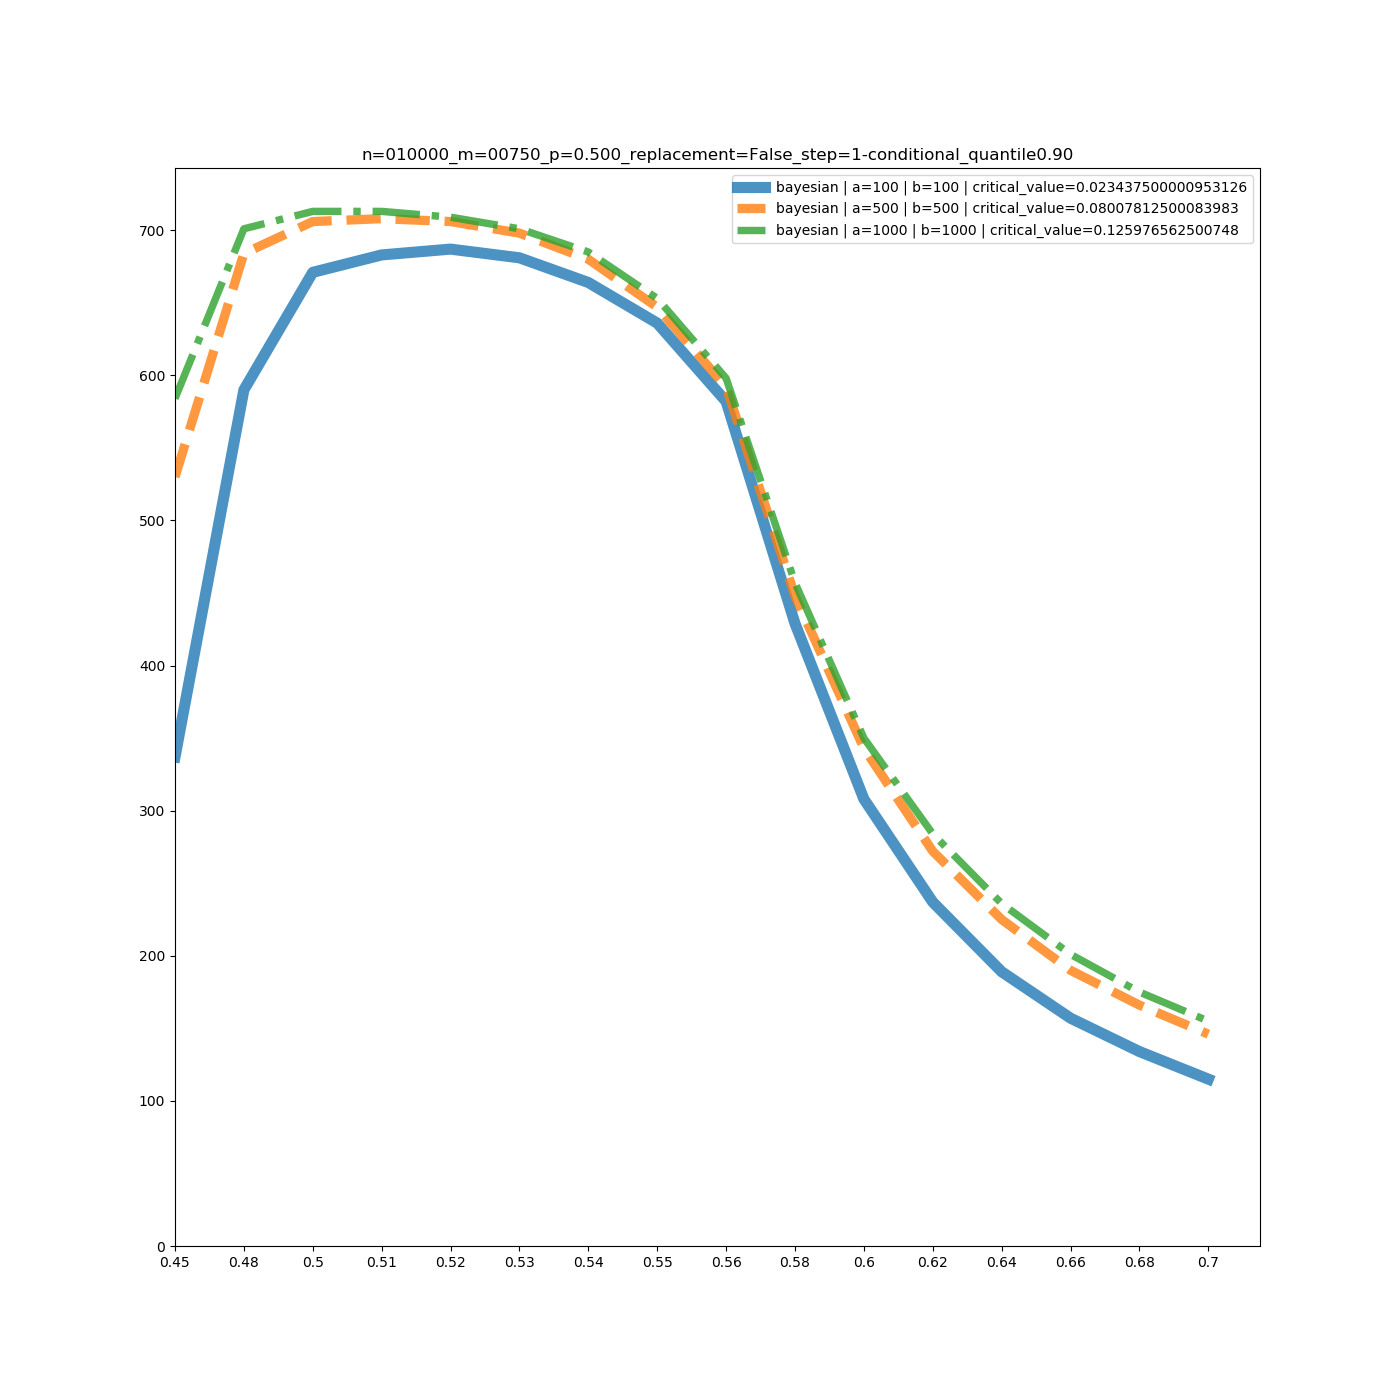 n=010000_m=00750_p=0.500_replacement=False_step=1-conditional_quantile0.90
bayesian | a=100 | b=100 | critical_value=0.023437500000953126
bayesian | a=500 | b=500 | critical_value=0.08007812500083983
bayesian | a=1000 | b=1000 | critical_value=0.125976562500748
700
600
500
400
300
200
100
0
0.45 0.48 0.5 0.51 0.52 0.53 0.54 0.55 0.56 0.58 0.6 0.62 0.64 0.66 0.68 0.7